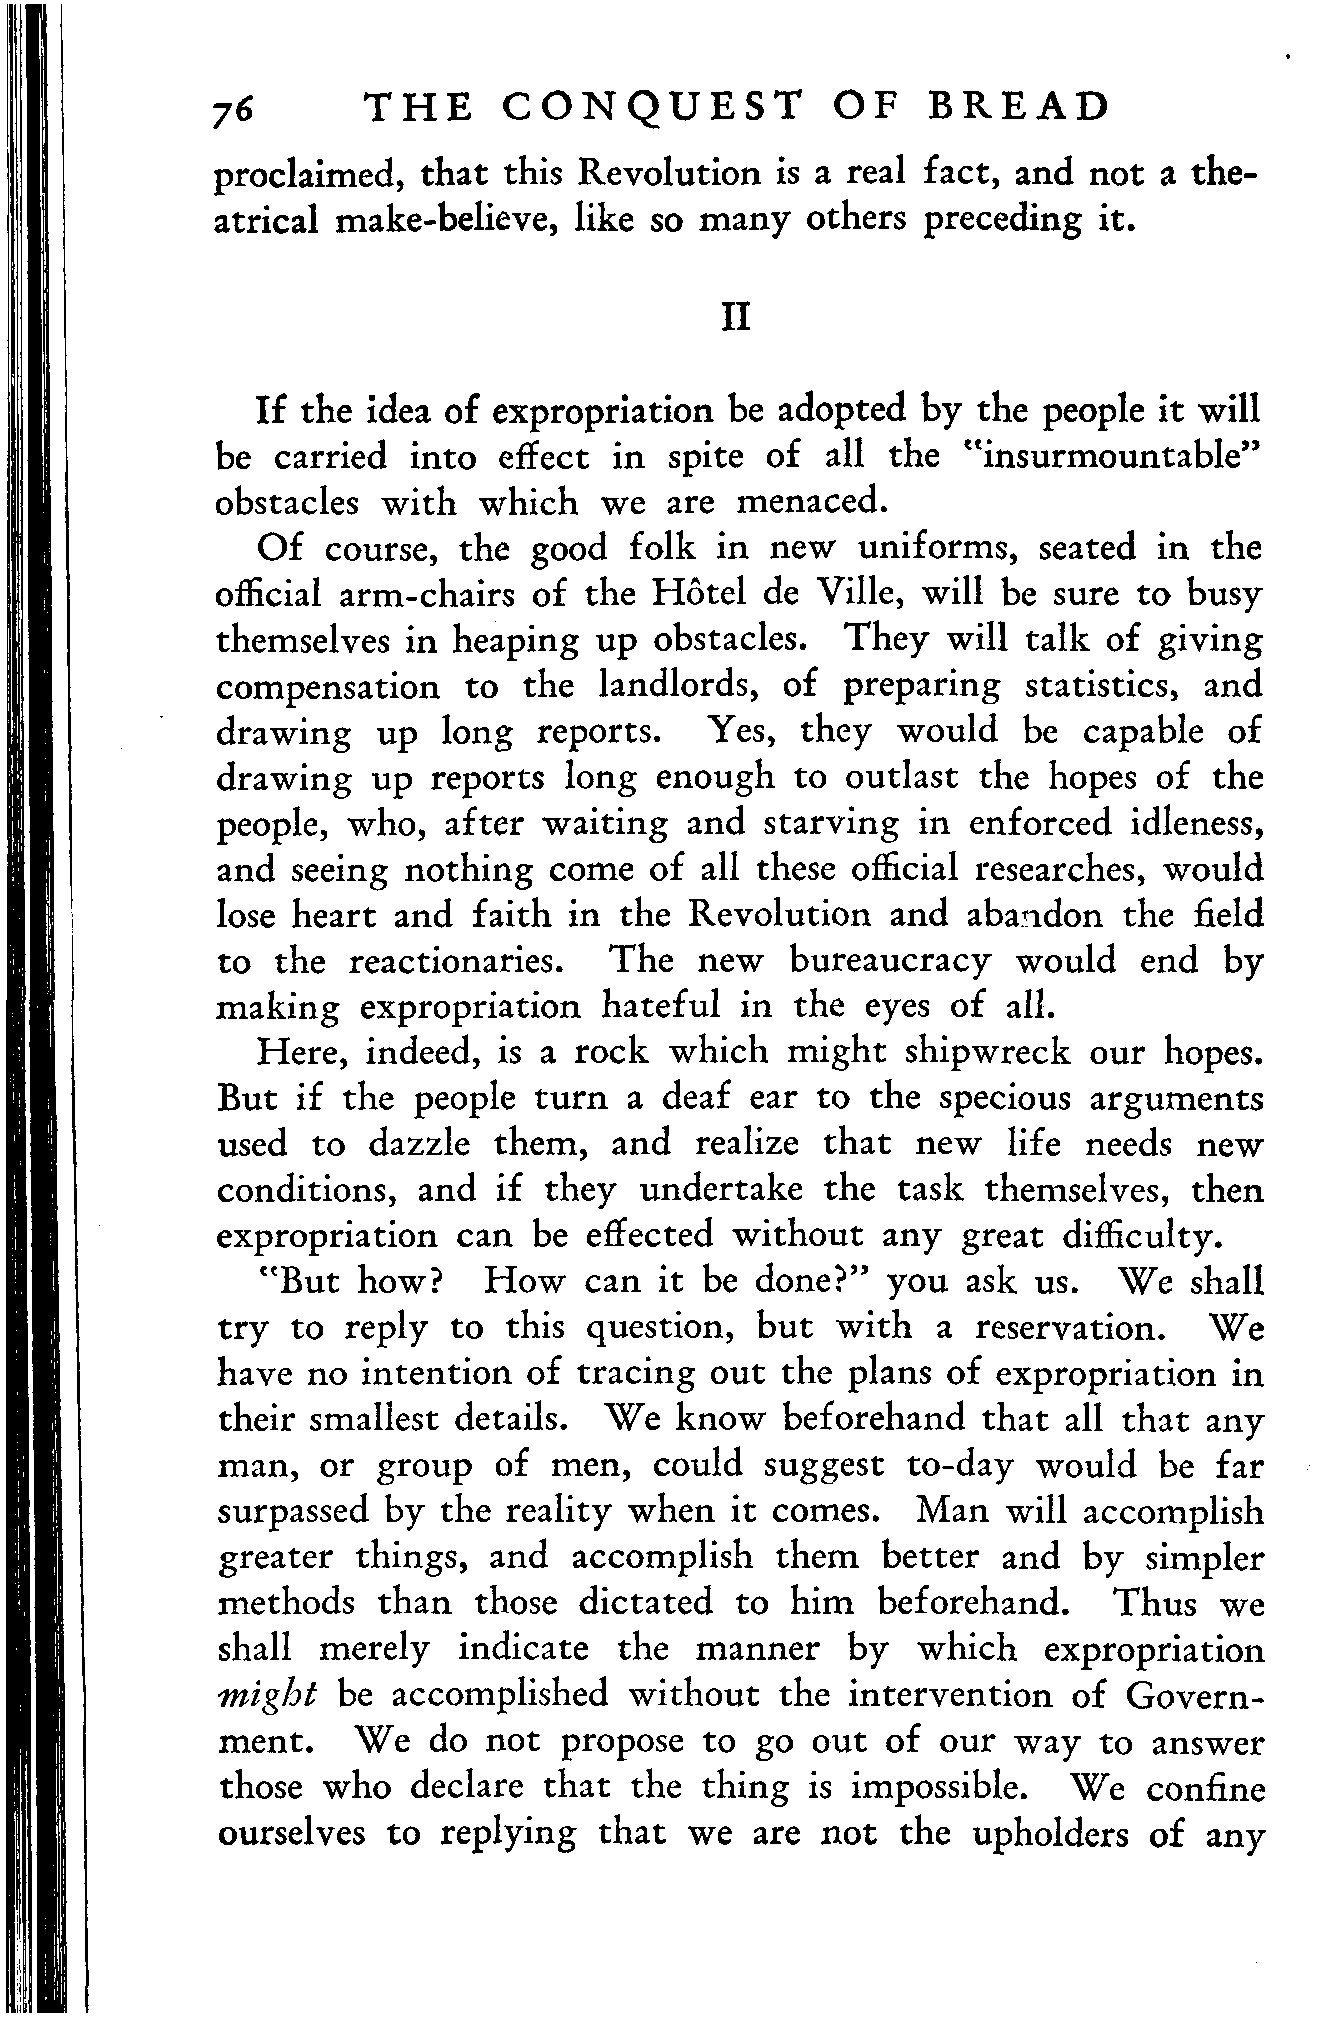 76 THE CONQUEST OF BREAD
proclaimed, that this Revolution is a real fact, and not a the-
atrical make-believe, like so many others preceding it.
II
If the idea of expropriation be adopted by the people it will
be carried into effect in spite of all the "insurmountable"
obstacles with which we are menaced.
Of course, the good folk in new uniforms, seated in the
official arm-chairs of the Hôtel de Ville, will be sure to busy
themselves in heaping up obstacles. They will talk of giving
compensation to the landlords, of preparing statistics, and
drawing up long reports. Yes, they would be capable of
drawing up reports long enough to outlast the hopes of the
people, who, after waiting and starving in enforced idleness,
and seeing nothing come of all these official researches, would
lose heart and faith in the Revolution and abandon the field
to the reactionaries. The new bureaucracy would end by
making expropriation hateful in the eyes of all.
Here, indeed, is a rock which might shipwreck our hopes.
But if the people turn a deaf ear to the specious arguments
used to dazzle them, and realize that new life needs new
conditions, and if they undertake the task themselves, then
expropriation can be effected without any great difficulty.
"But how? How can it be done?" you ask us. We shall
try to reply to this question, but with a reservation. We
have no intention of tracing out the plans of expropriation in
their smallest details. We know beforehand that all that any
man, or group of men, could suggest to-day would be far
surpassed by the reality when it comes. Man will accomplish
greater things, and accomplish them better and by simpler
methods than those dictated to him beforehand. Thus we
shall merely indicate the manner by which expropriation
might be accomplished without the intervention of Govern-
ment. We do not propose to go out of our way to answer
those who declare that the thing is impossible. We confine
ourselves to replying that we are not the upholders of any